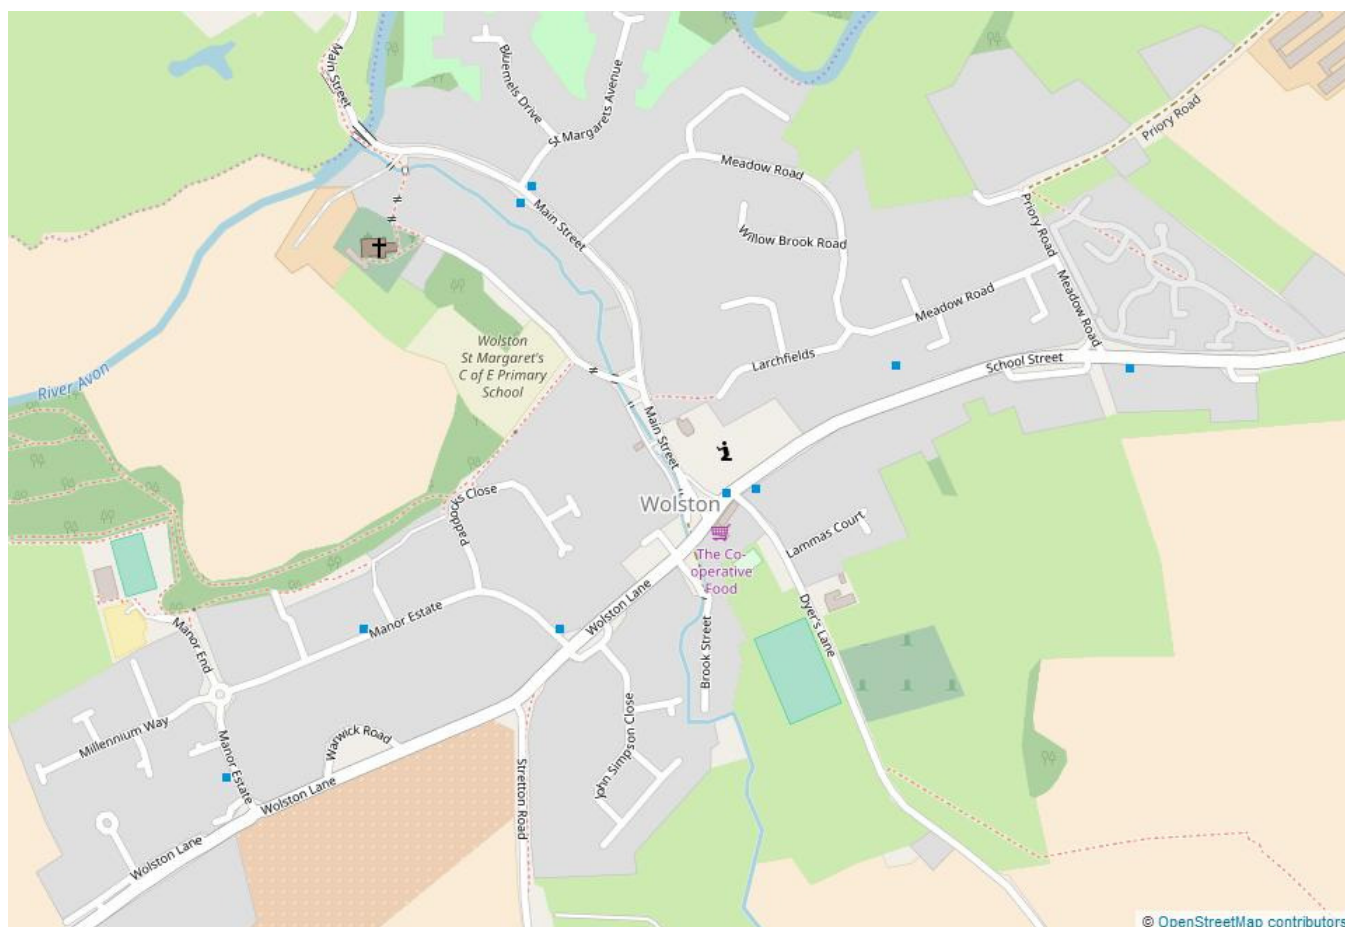 Main Street
Bluemels Drive
St Margarets Avenue
Priory Road
Meadow Road
Main Street
Willow Brook Road
Priory Road
Meadow Road
Meadow Road
Wolston
St Margaret's
C of E Primary
School
River Avon
Larchfields
School Street
Main Street
Paddocks Close
Wolston
Lammas Court
The Co-
operative
Food
Wolston Lane
Manor Estate
Dyer's Lane
Manor End
Brook Street
Millennium Way
Warwick Road
Manor Estate
John Simpson Close
Stretton Road
Wolston Lane
Wolston Lane
© OpenStreetMap contributors